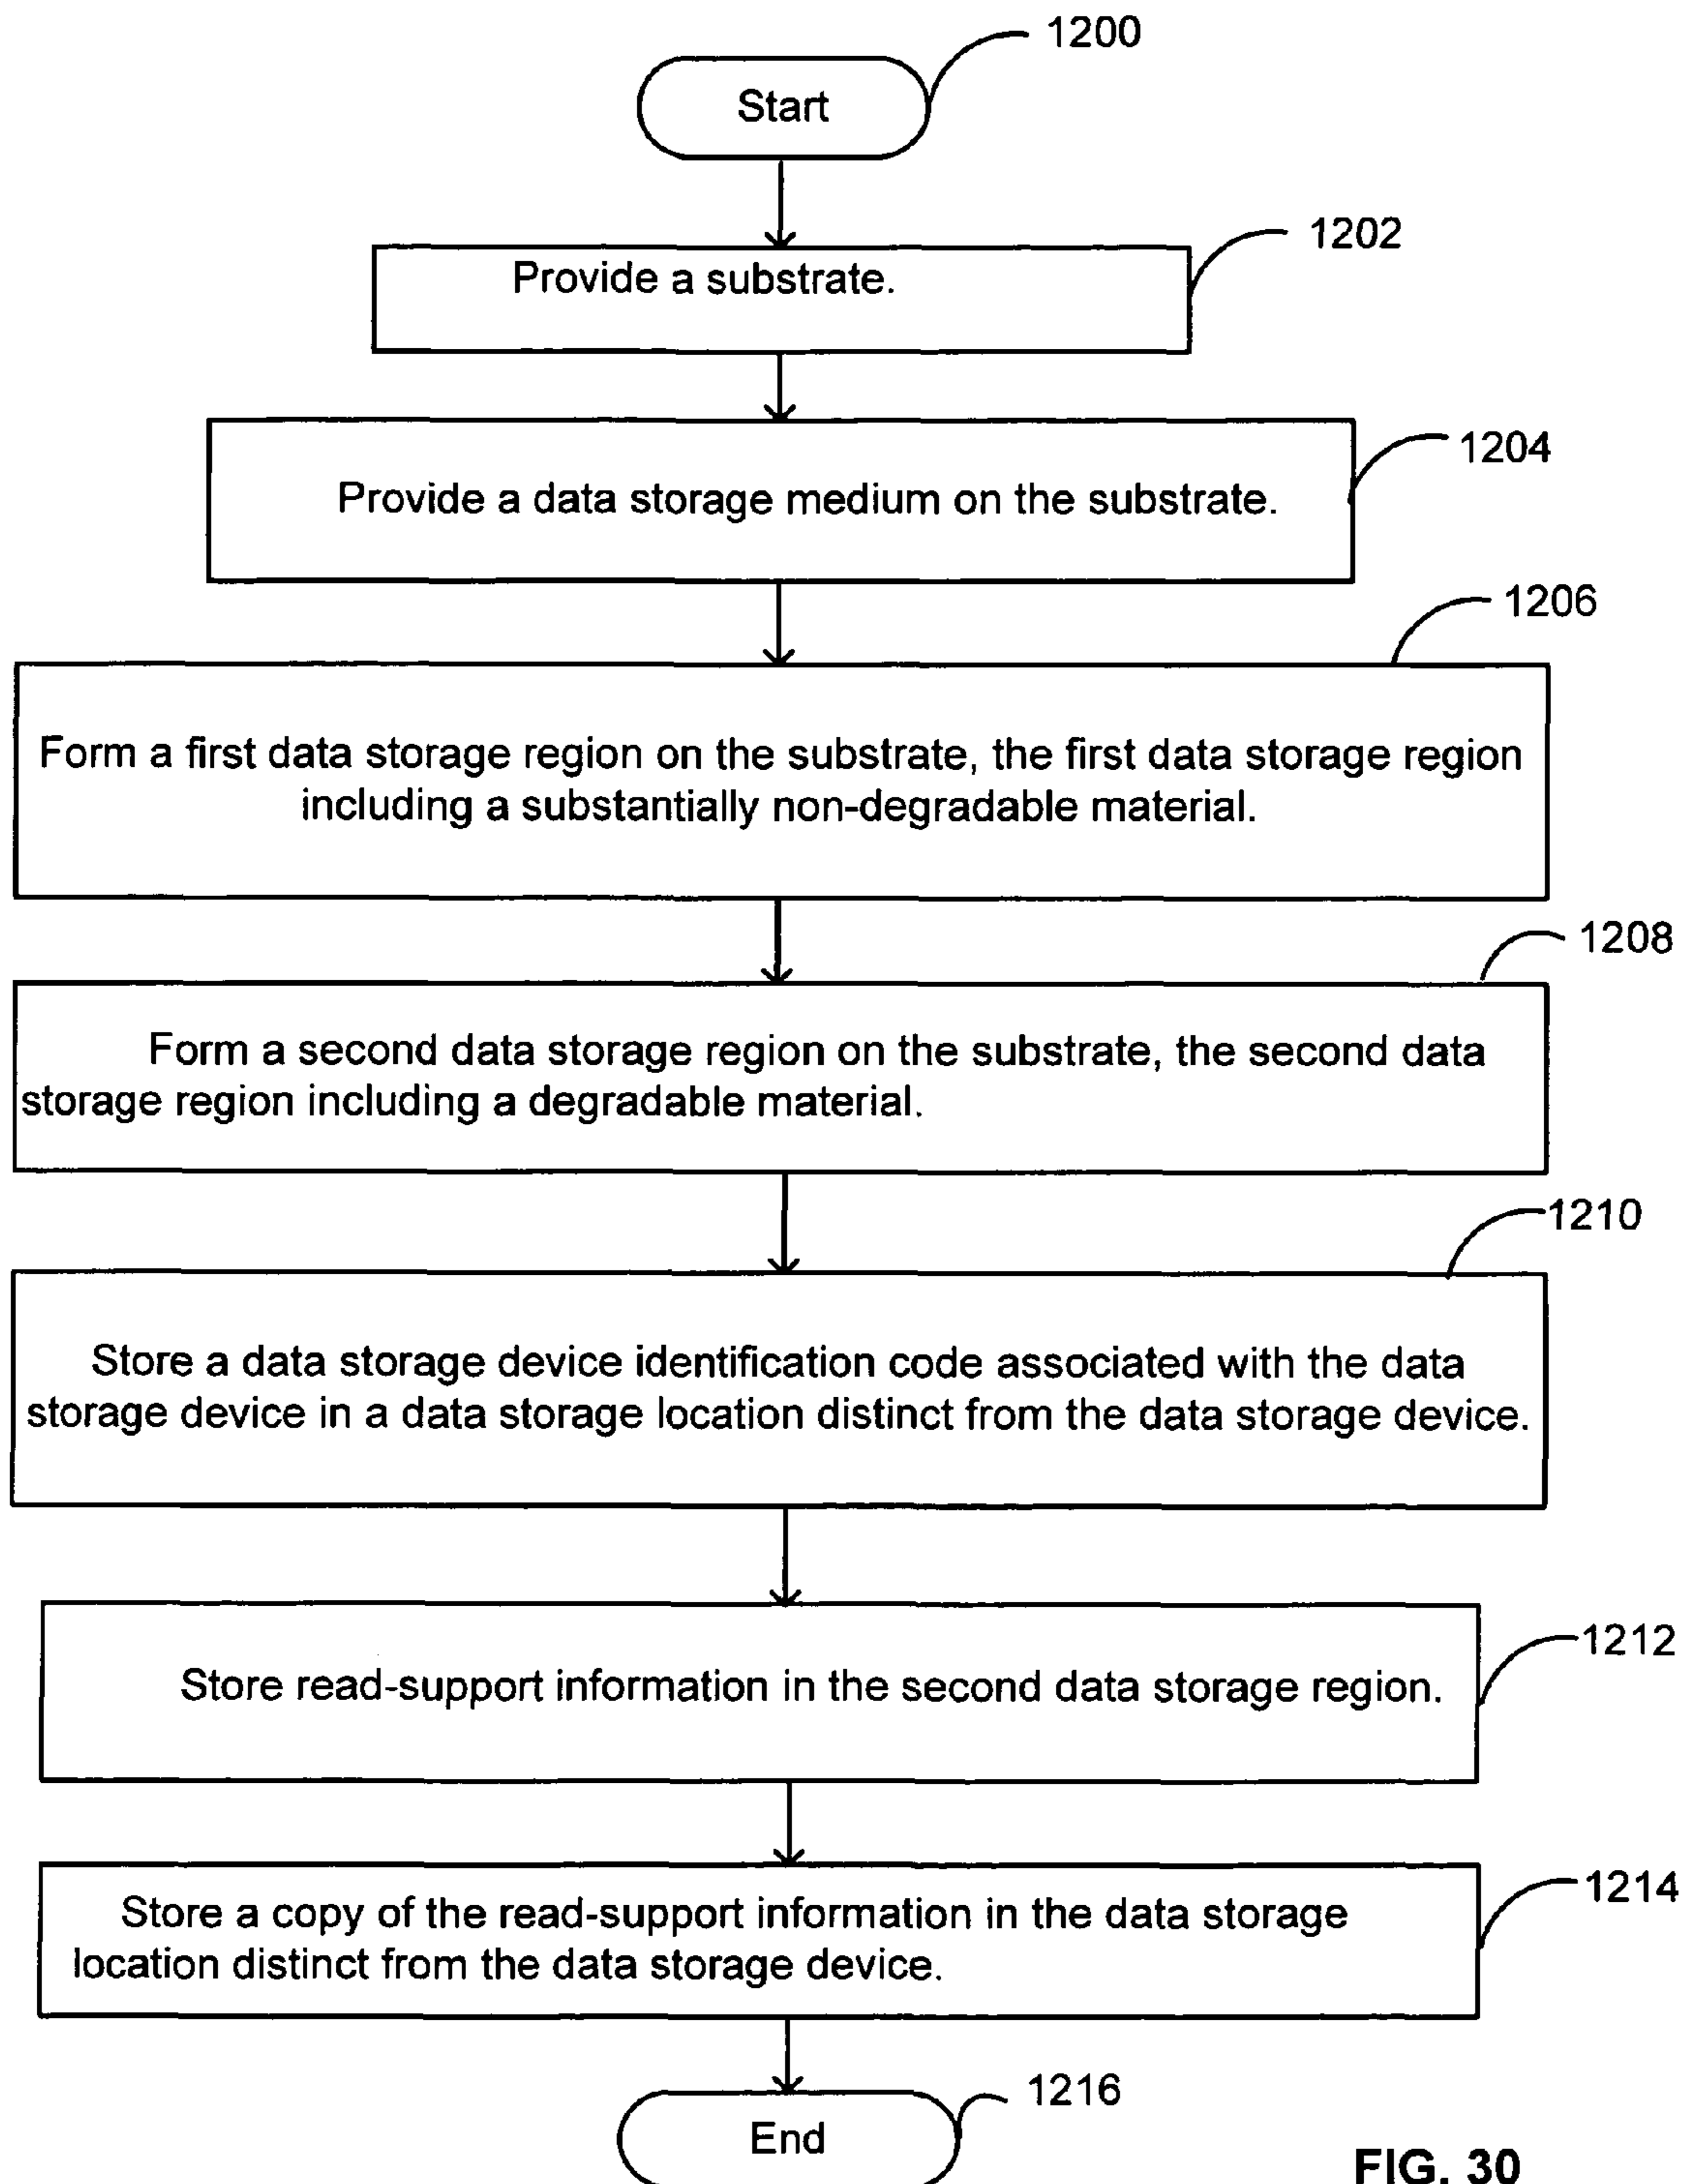 1200
Start
1202
Provide a substrate.
1204
Provide a data storage medium on the substrate.
1206
Form a first data storage region on the substrate, the first data storage region
including a substantially non-degradable material.
1208
Form a second data storage region on the substrate, the second data
storage region including a degradable material.
1210
Store a data storage device identification code associated with the data
storage device in a data storage location distinct from the data storage device.
1212
Store read-support information in the second data storage region.
1214
Store a copy of the read-support information in the data storage
location distinct from the data storage device.
1216
End
FIG. 30